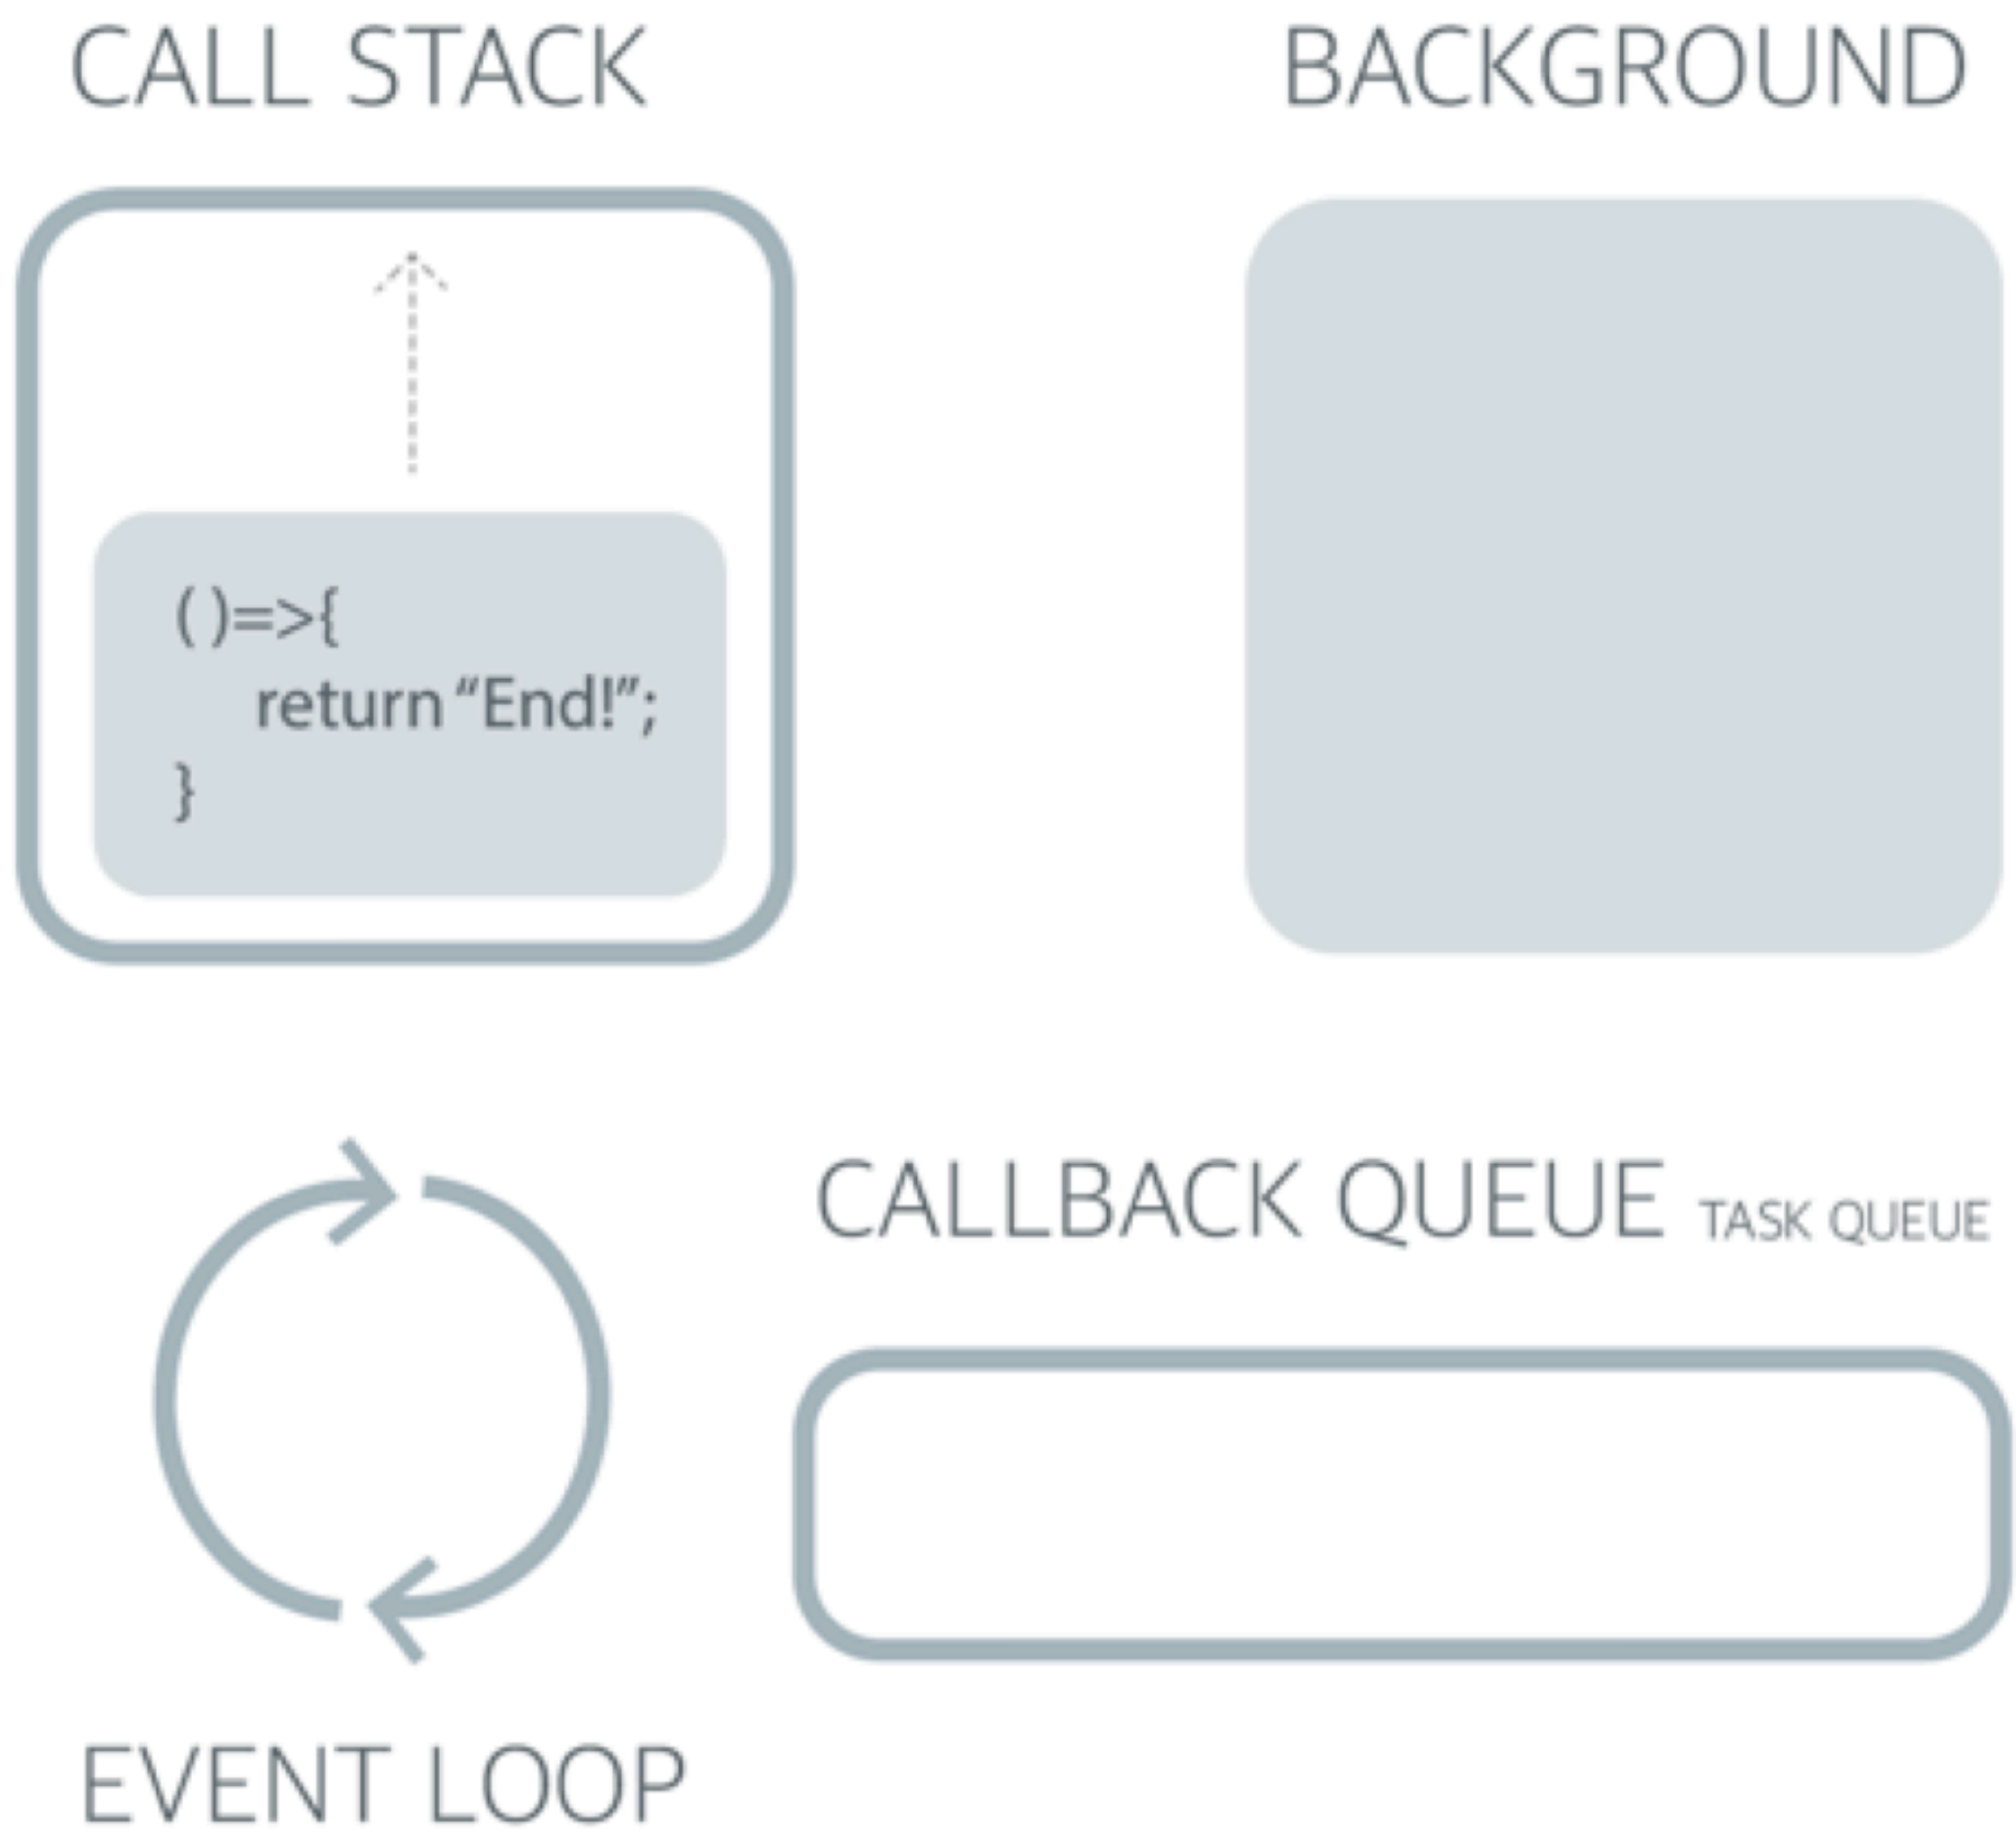 CALL STACK
BACKGROUND
( )=>{
return “End!”;
}
CALLBACK QUEUE TASK QUEUE
EVENT LOOP